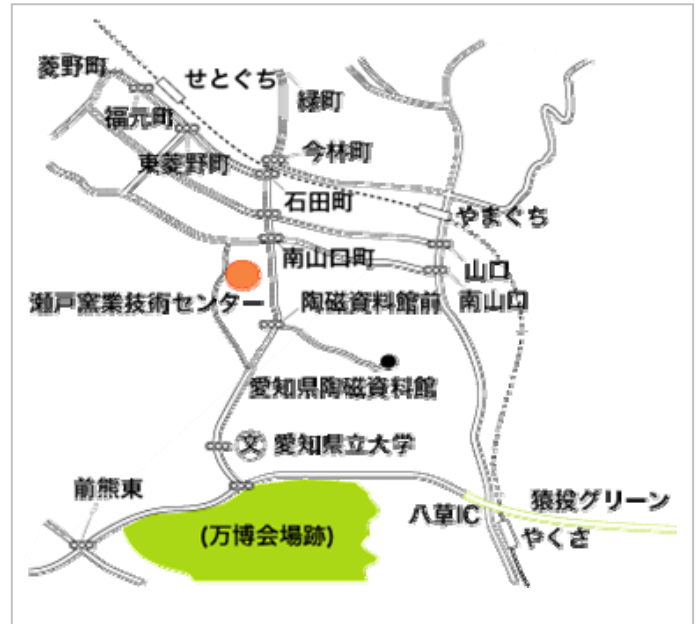 菱野町
せとぐち
緑町
福元町
今林町
東菱野町
石田町
やまぐち
南山口町
山口
瀬戸窯業技術センター
陶磁資料館前
南山口
愛知県陶磁資料館
文
愛知県立大学
前熊東
八草IC
猿投グリーン
(万博会場跡)
やくさ